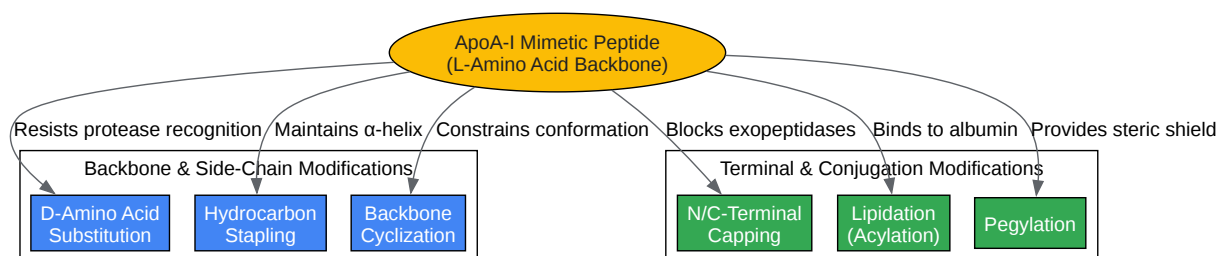 ApoA-I Mimetic Peptide
(L-Amino Acid Backbone)
Resists protease recognition
Maintains α-helix
Constrains conformation
Blocks exopeptidases
Binds to albumin
Provides steric shield
Backbone & Side-Chain Modifications
Terminal & Conjugation Modifications
D-Amino Acid
Substitution
Hydrocarbon
Stapling
Backbone
Cyclization
N/C-Terminal
Capping
Lipidation
(Acylation)
Pegylation